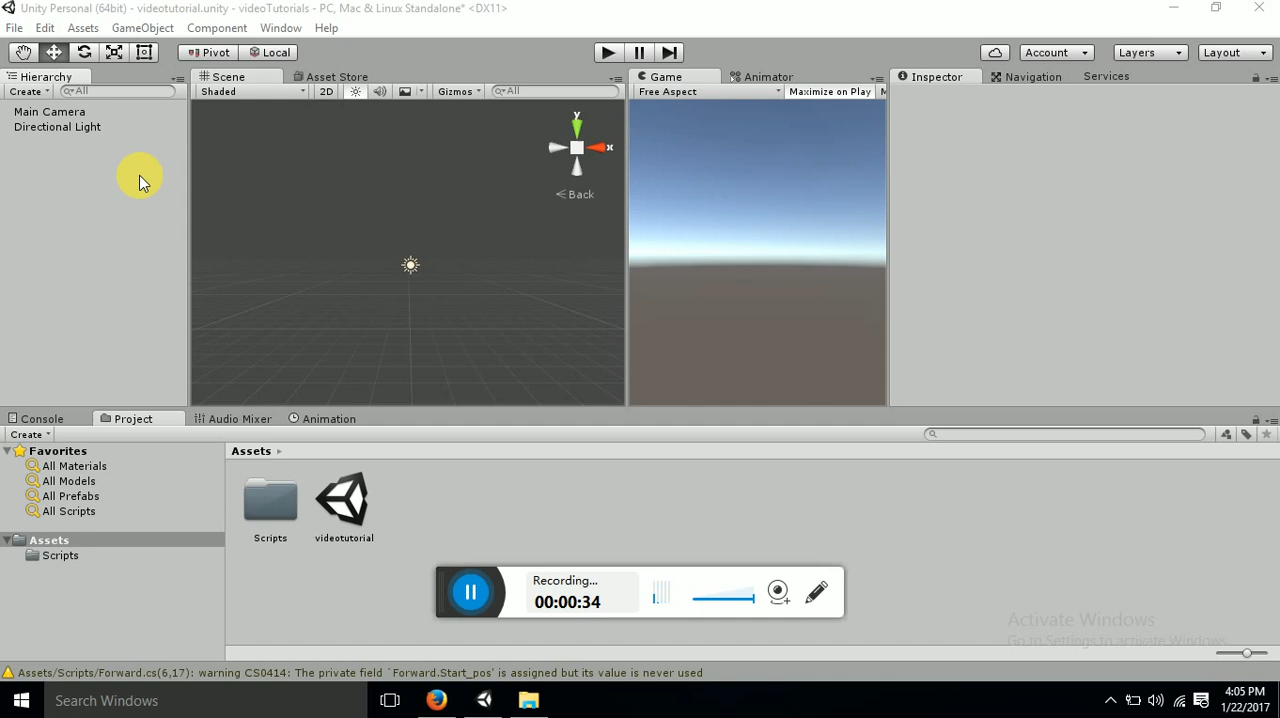 Unity Personal (64bit) - videotutorial.unity - videoTutorials - PC, Mac & Linux Standalone* <DX11>
File Edit Assets GameObject Component Window Help
Pivot Local Account Layers Layout
Hierarchy Scene Asset Store Game Animator Inspector Navigation Services
Create All Shaded 2D Gizmos All Free Aspect Maximize on Play M
Main Camera
Directional Light
y
x
Back
Console Project Audio Mixer Animation
Create
Favorites Assets
All Materials
All Models
All Prefabs
All Scripts
Assets
Scripts
Scripts videotutorial
Recording...
00:00:34
Activate Windows
Go to Settings to activate Windows.
Assets/Scripts/Forward.cs(6,17): warning CS0414: The private field `Forward.Start_pos' is assigned but its value is never used
Search Windows
4:05 PM
1/22/2017